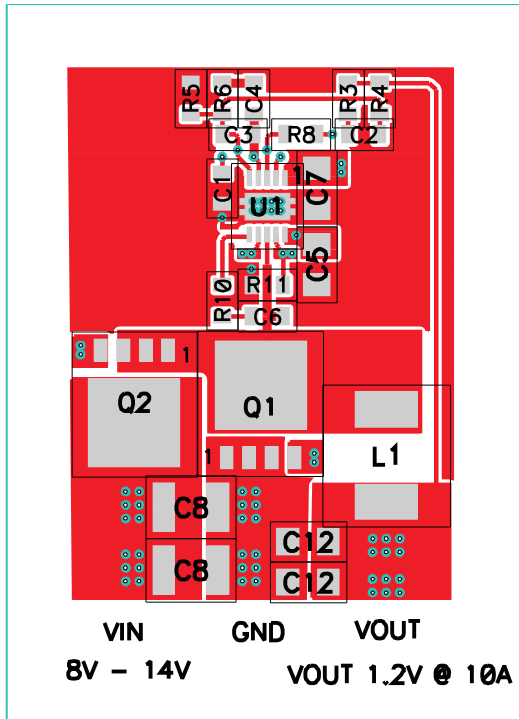 R5
R6
C4
R3
R4
C3
R8
C2
C1
1
C7
U1
C5
R10
R11
C6
1
Q2
Q1
1
L1
C8
C12
C8
C12
VIN
GND
VOUT
8V - 14V
VOUT 1.2V @ 10A